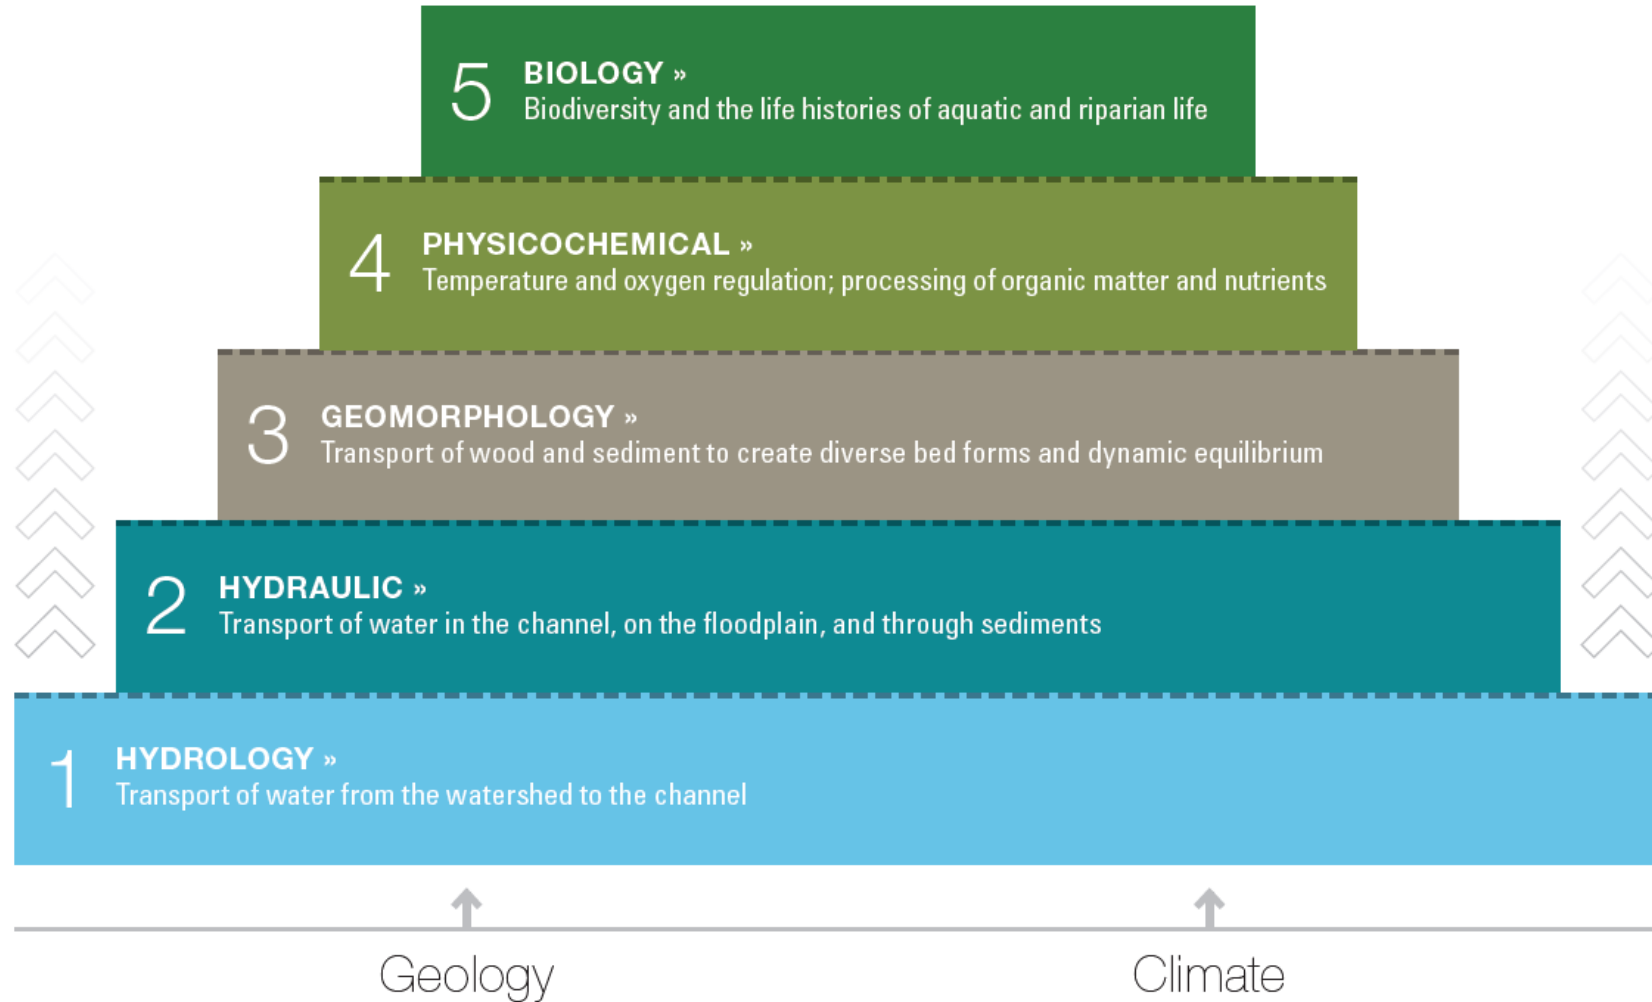 5
BIOLOGY »
Biodiversity and the life histories of aquatic and riparian life
4
PHYSICOCHEMICAL »
Temperature and oxygen regulation; processing of organic matter and nutrients
3
GEOMORPHOLOGY »
Transport of wood and sediment to create diverse bed forms and dynamic equilibrium
2
HYDRAULIC »
Transport of water in the channel, on the floodplain, and through sediments
1
HYDROLOGY »
Transport of water from the watershed to the channel
Geology
Climate